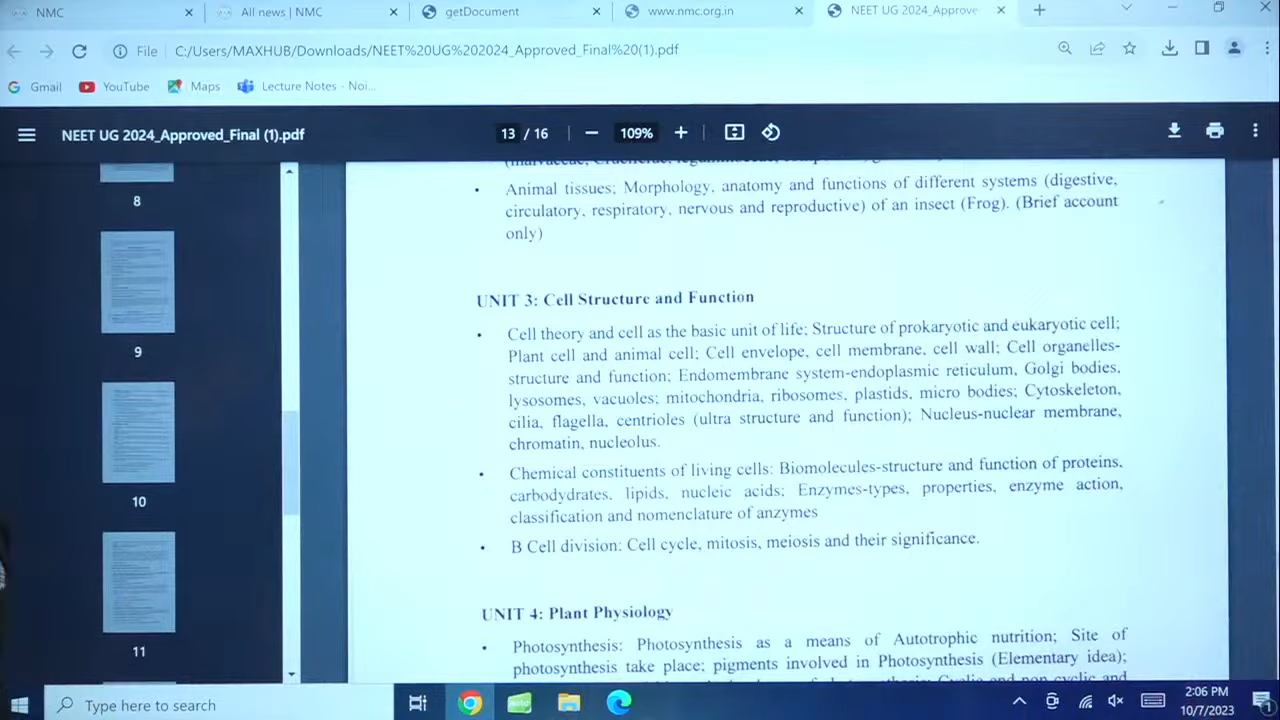 NMC
All news | NMC
getDocument
www.nmc.org.in
NEET UG 2024_Approve
File C:/Users/MAXHUB/Downloads/NEET%20UG%202024_Approved_Final%20(1).pdf
Gmail YouTube Maps Lecture Notes - Noi...
NEET UG 2024_Approved_Final (1).pdf
13 / 16
109%
8
9
10
11
Animal tissues; Morphology, anatomy and functions of different systems (digestive,
circulatory, respiratory, nervous and reproductive) of an insect (Frog). (Brief account
only)
UNIT 3: Cell Structure and Function
Cell theory and cell as the basic unit of life; Structure of prokaryotic and eukaryotic cell;
Plant cell and animal cell; Cell envelope, cell membrane, cell wall; Cell organelles-
structure and function; Endomembrane system-endoplasmic reticulum, Golgi bodies,
lysosomes, vacuoles; mitochondria, ribosomes, plastids, micro bodies; Cytoskeleton,
cilia, flagella, centrioles (ultra structure and function); Nucleus-nuclear membrane,
chromatin, nucleolus.
Chemical constituents of living cells: Biomolecules-structure and function of proteins,
carbodydrates, lipids, nucleic acids; Enzymes-types, properties, enzyme action,
classification and nomenclature of anzymes
B Cell division: Cell cycle, mitosis, meiosis and their significance.
UNIT 4: Plant Physiology
Photosynthesis: Photosynthesis as a means of Autotrophic nutrition; Site of
photosynthesis take place; pigments involved in Photosynthesis (Elementary idea);
Cyclic and non cyclic and
Type here to search
2:06 PM
10/7/2023